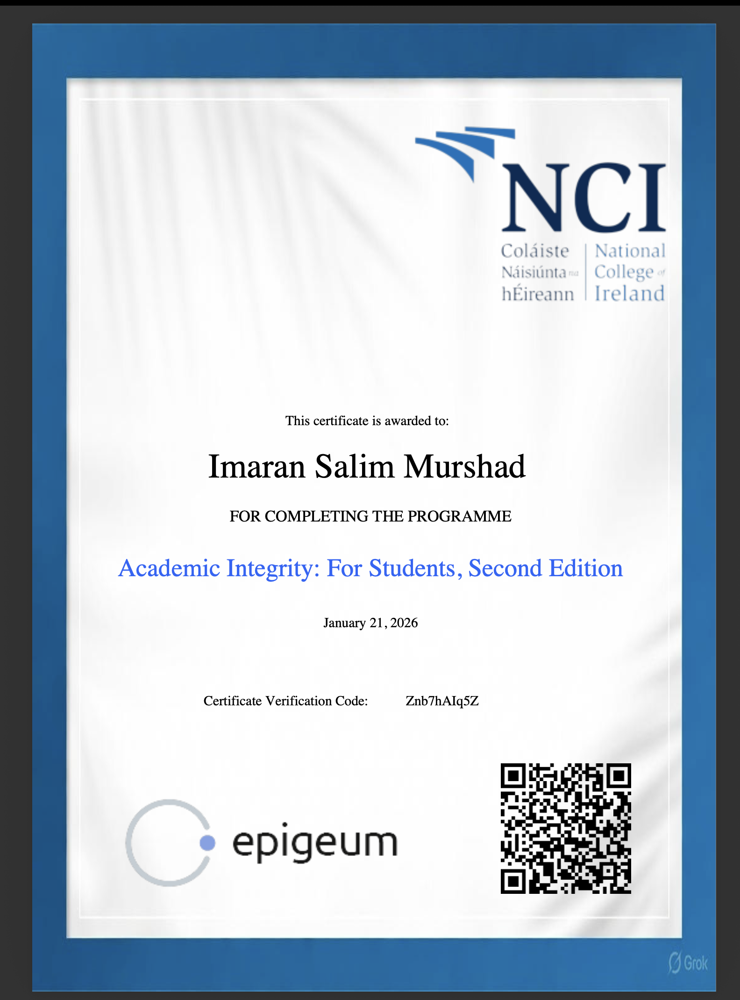 NCI
Coláiste
Náisiúnta na
hÉireann
National
College of
Ireland
This certificate is awarded to:
Imaran Salim Murshad
FOR COMPLETING THE PROGRAMME
Academic Integrity: For Students, Second Edition
January 21, 2026
Certificate Verification Code: Znb7hAIq5Z
epigeum
Grok